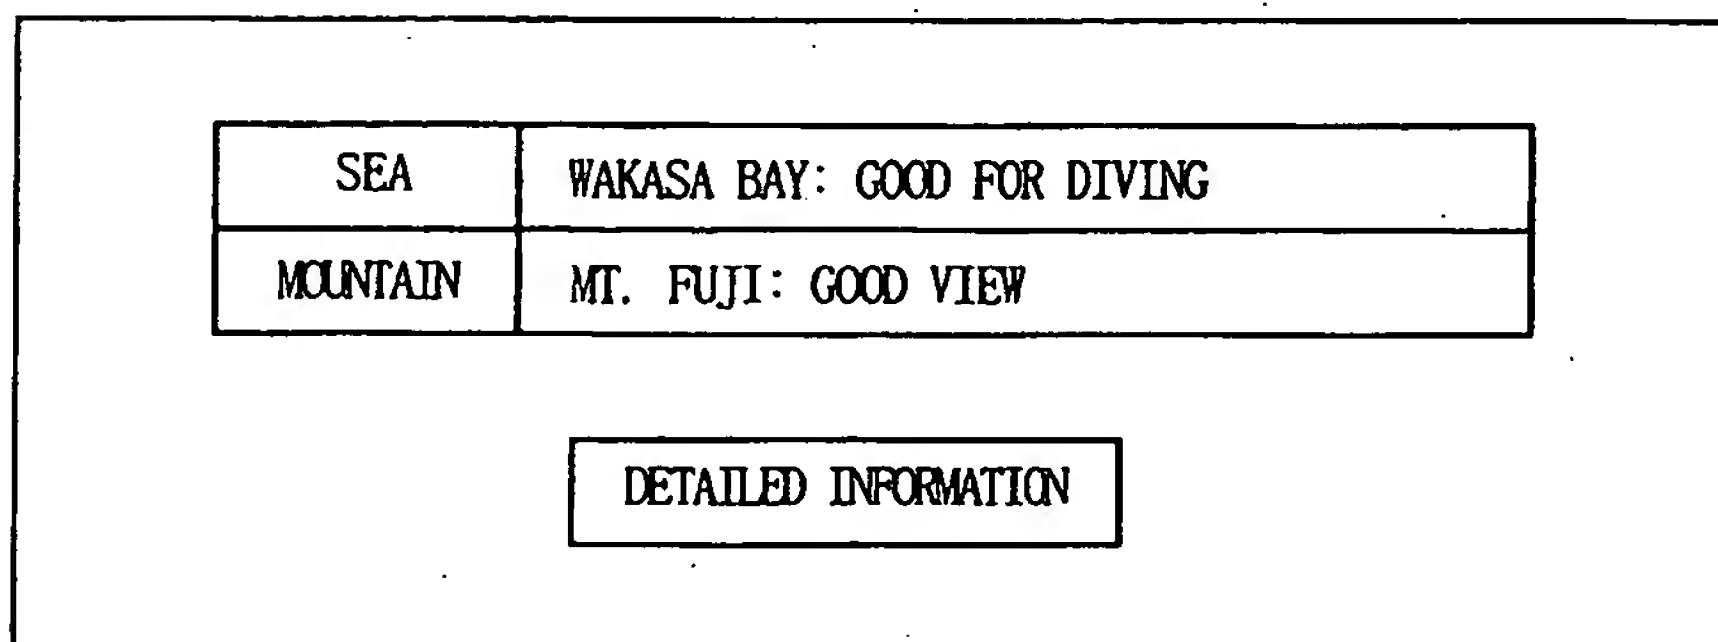 SEA WAKASA BAY: GOOD FOR DIVING
MOUNTAIN MT. FUJI: GOOD VIEW
DETAILED INFORMATION